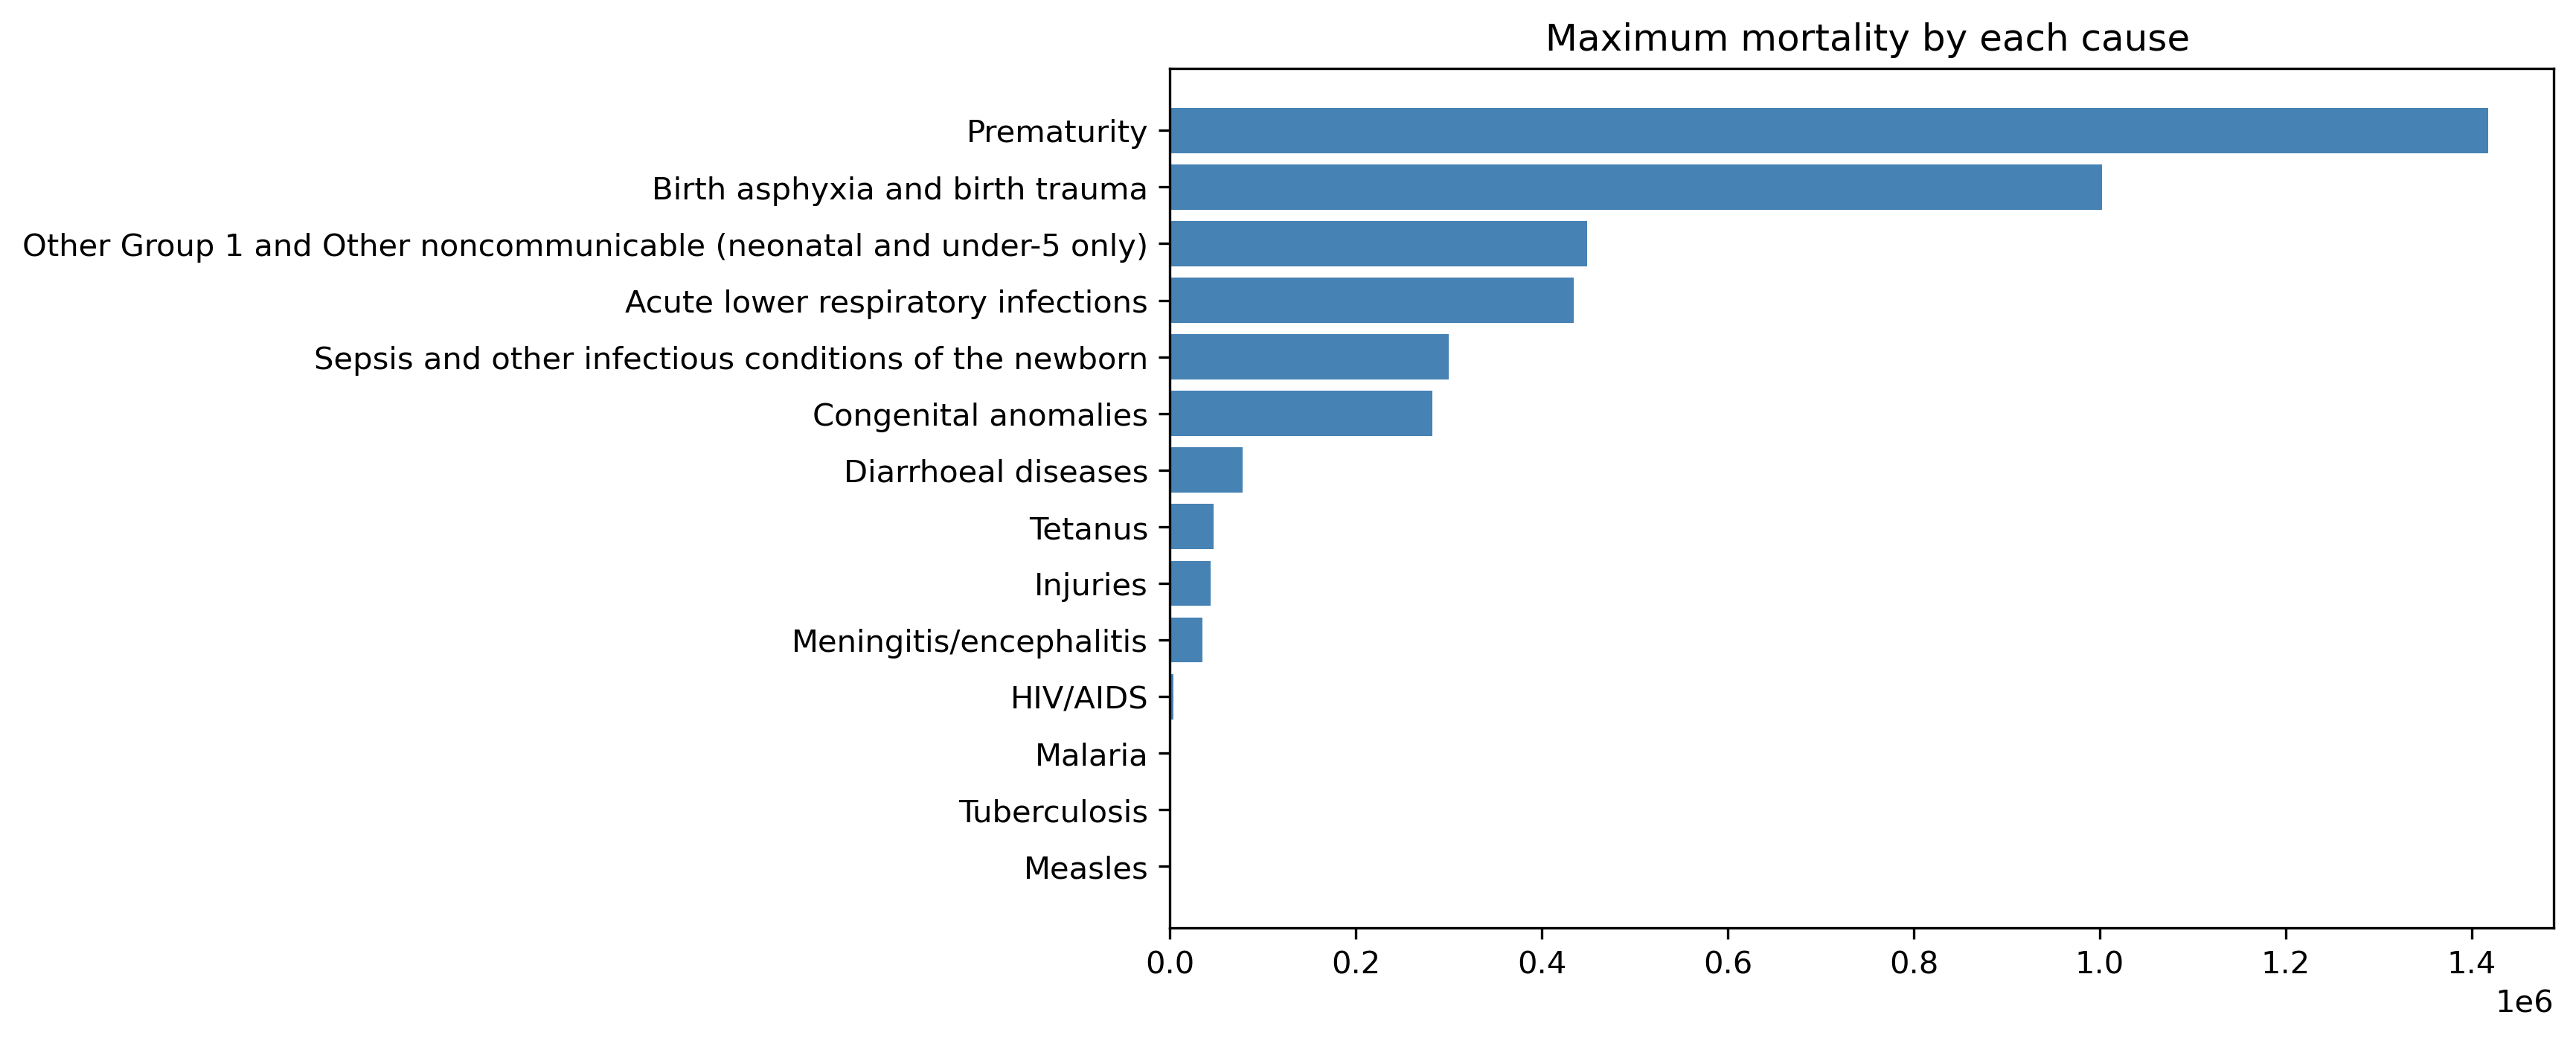 Maximum mortality by each cause
Prematurity
Birth asphyxia and birth trauma
Other Group 1 and Other noncommunicable (neonatal and under-5 only)
Acute lower respiratory infections
Sepsis and other infectious conditions of the newborn
Congenital anomalies
Diarrhoeal diseases
Tetanus
Injuries
Meningitis/encephalitis
HIV/AIDS
Malaria
Tuberculosis
Measles
0.0 0.2 0.4 0.6 0.8 1.0 1.2 1.4
1e6